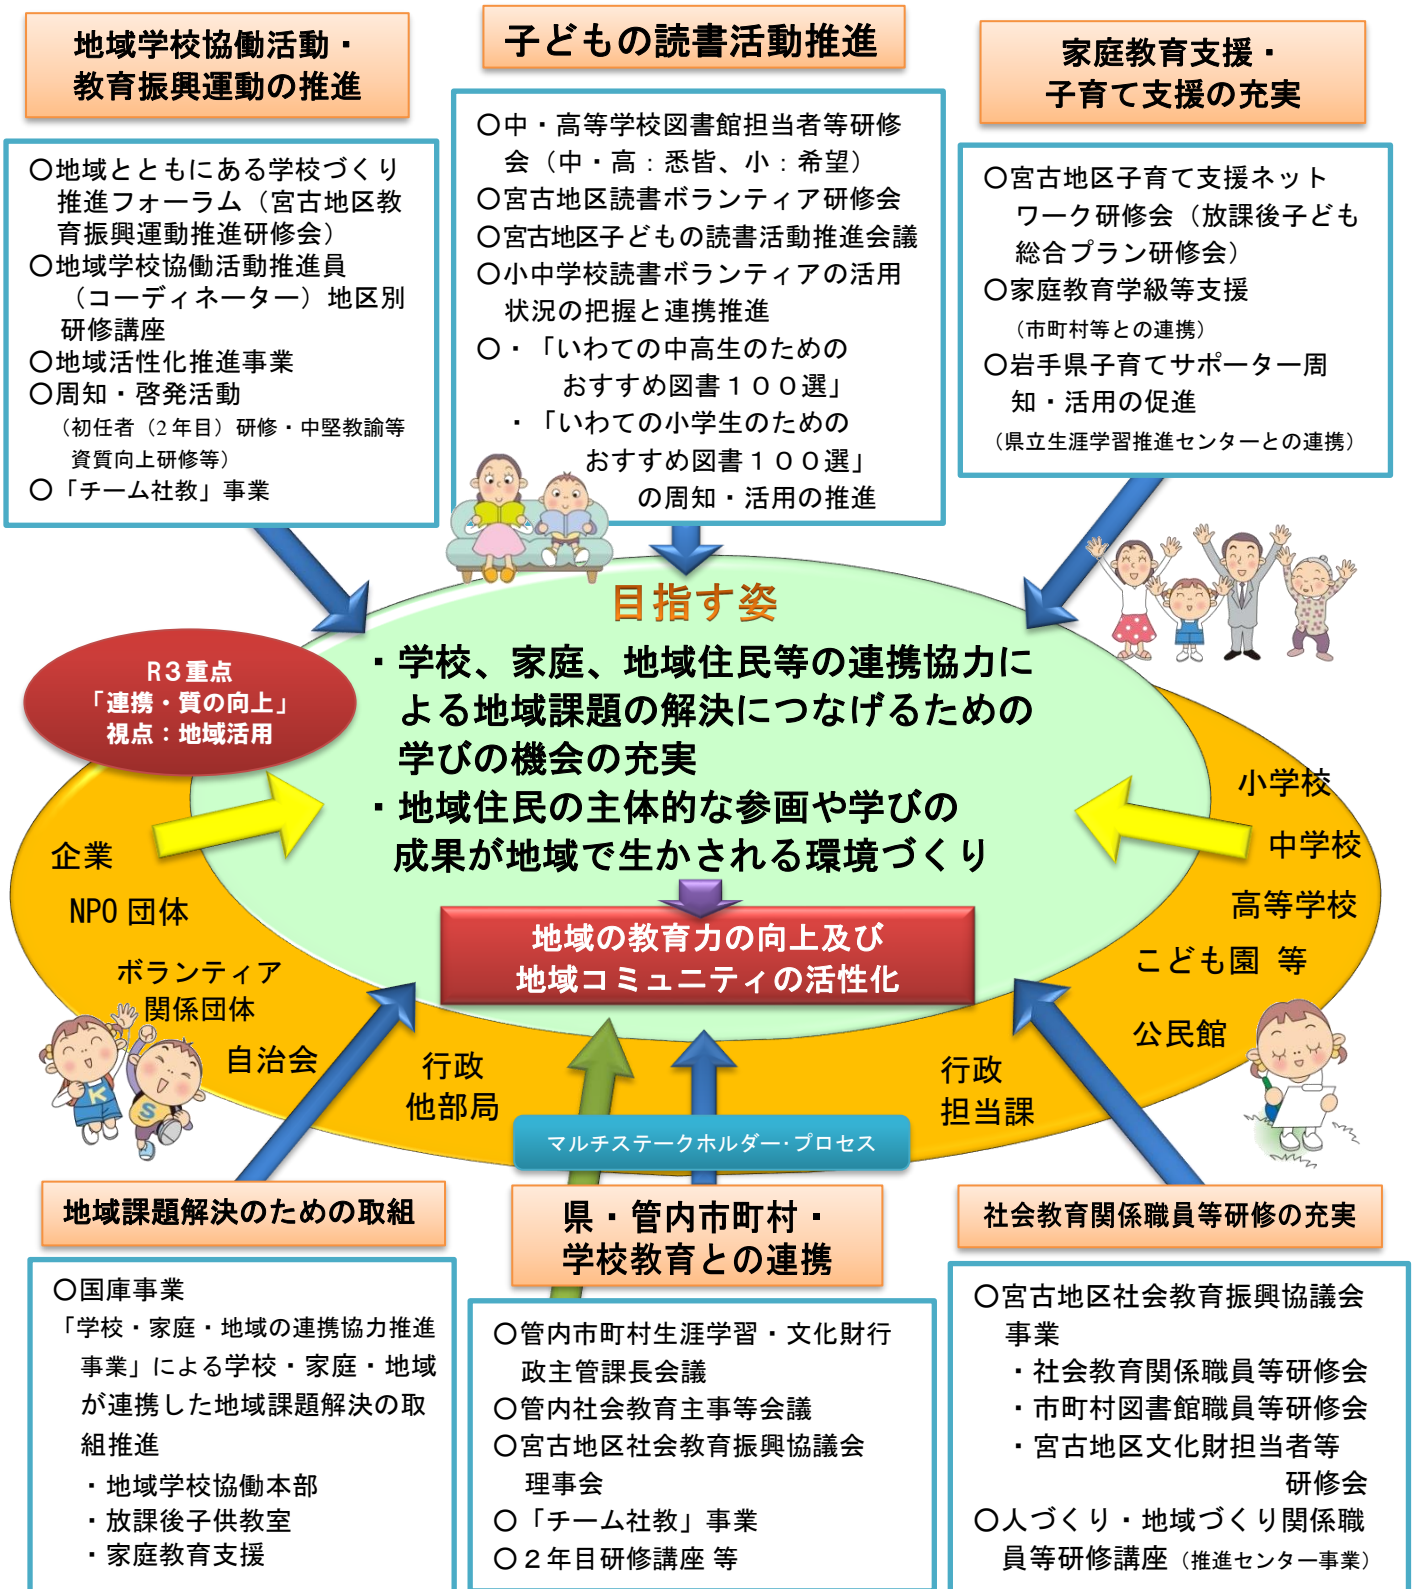 地域学校協働活動・
教育振興運動の推進
〇地域とともにある学校づくり
推進フォーラム（宮古地区教
育振興運動推進研修会）
〇地域学校協働活動推進員
（コーディネーター）地区別
研修講座
〇地域活性化推進事業
〇周知・啓発活動
（初任者（2年目）研修・中堅教諭等
資質向上研修等）
〇「チーム社教」事業
子どもの読書活動推進
〇中・高等学校図書館担当者等研修
会（中・高：悉皆、小：希望）
〇宮古地区読書ボランティア研修会
〇宮古地区子どもの読書活動推進会議
〇小中学校読書ボランティアの活用
状況の把握と連携推進
〇・「いわての中高生のための
おすすめ図書１００選」
・「いわての小学生のための
おすすめ図書１００選」
の周知・活用の推進
家庭教育支援・
子育て支援の充実
〇宮古地区子育て支援ネット
ワーク研修会（放課後子ども
総合プラン研修会）
〇家庭教育学級等支援
（市町村等との連携）
〇岩手県子育てサポーター周
知・活用の促進
（県立生涯学習推進センターとの連携）
目指す姿
・学校、家庭、地域住民等の連携協力に
よる地域課題の解決につなげるための
学びの機会の充実
・地域住民の主体的な参画や学びの
成果が地域で生かされる環境づくり
地域の教育力の向上及び
地域コミュニティの活性化
R３重点
「連携・質の向上」
視点：地域活用
企業
NPO団体
ボランティア
関係団体
自治会
行政
他部局
マルチステークホルダー・プロセス
行政
担当課
公民館
こども園 等
高等学校
中学校
小学校
K
S
地域課題解決のための取組
〇国庫事業
「学校・家庭・地域の連携協力推進
事業」による学校・家庭・地域
が連携した地域課題解決の取
組推進
・地域学校協働本部
・放課後子供教室
・家庭教育支援
県・管内市町村・
学校教育との連携
〇管内市町村生涯学習・文化財行
政主管課長会議
〇管内社会教育主事等会議
〇宮古地区社会教育振興協議会
理事会
〇「チーム社教」事業
〇２年目研修講座 等
社会教育関係職員等研修の充実
〇宮古地区社会教育振興協議会
事業
・社会教育関係職員等研修会
・市町村図書館職員等研修会
・宮古地区文化財担当者等
研修会
〇人づくり・地域づくり関係職
員等研修講座（推進センター事業）